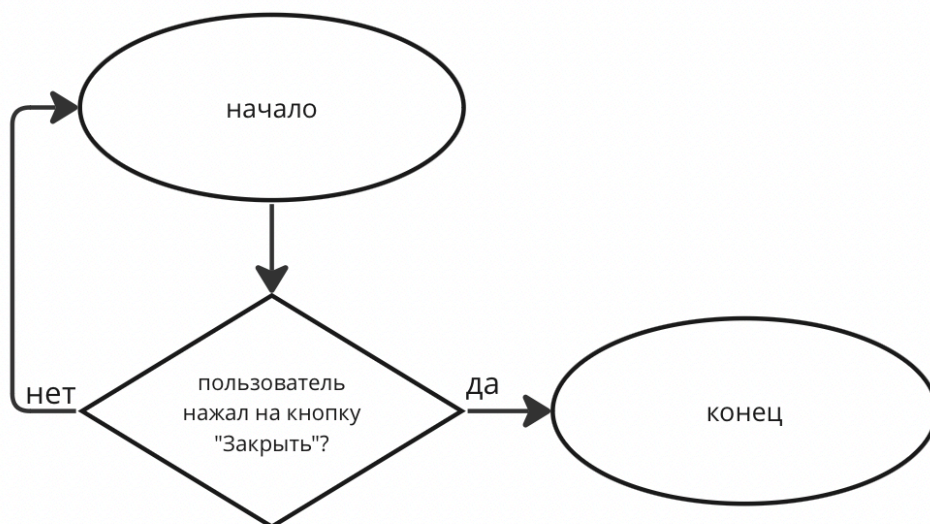 начало
пользователь
нажал на кнопку
"Закрыть"?
нет
да
конец